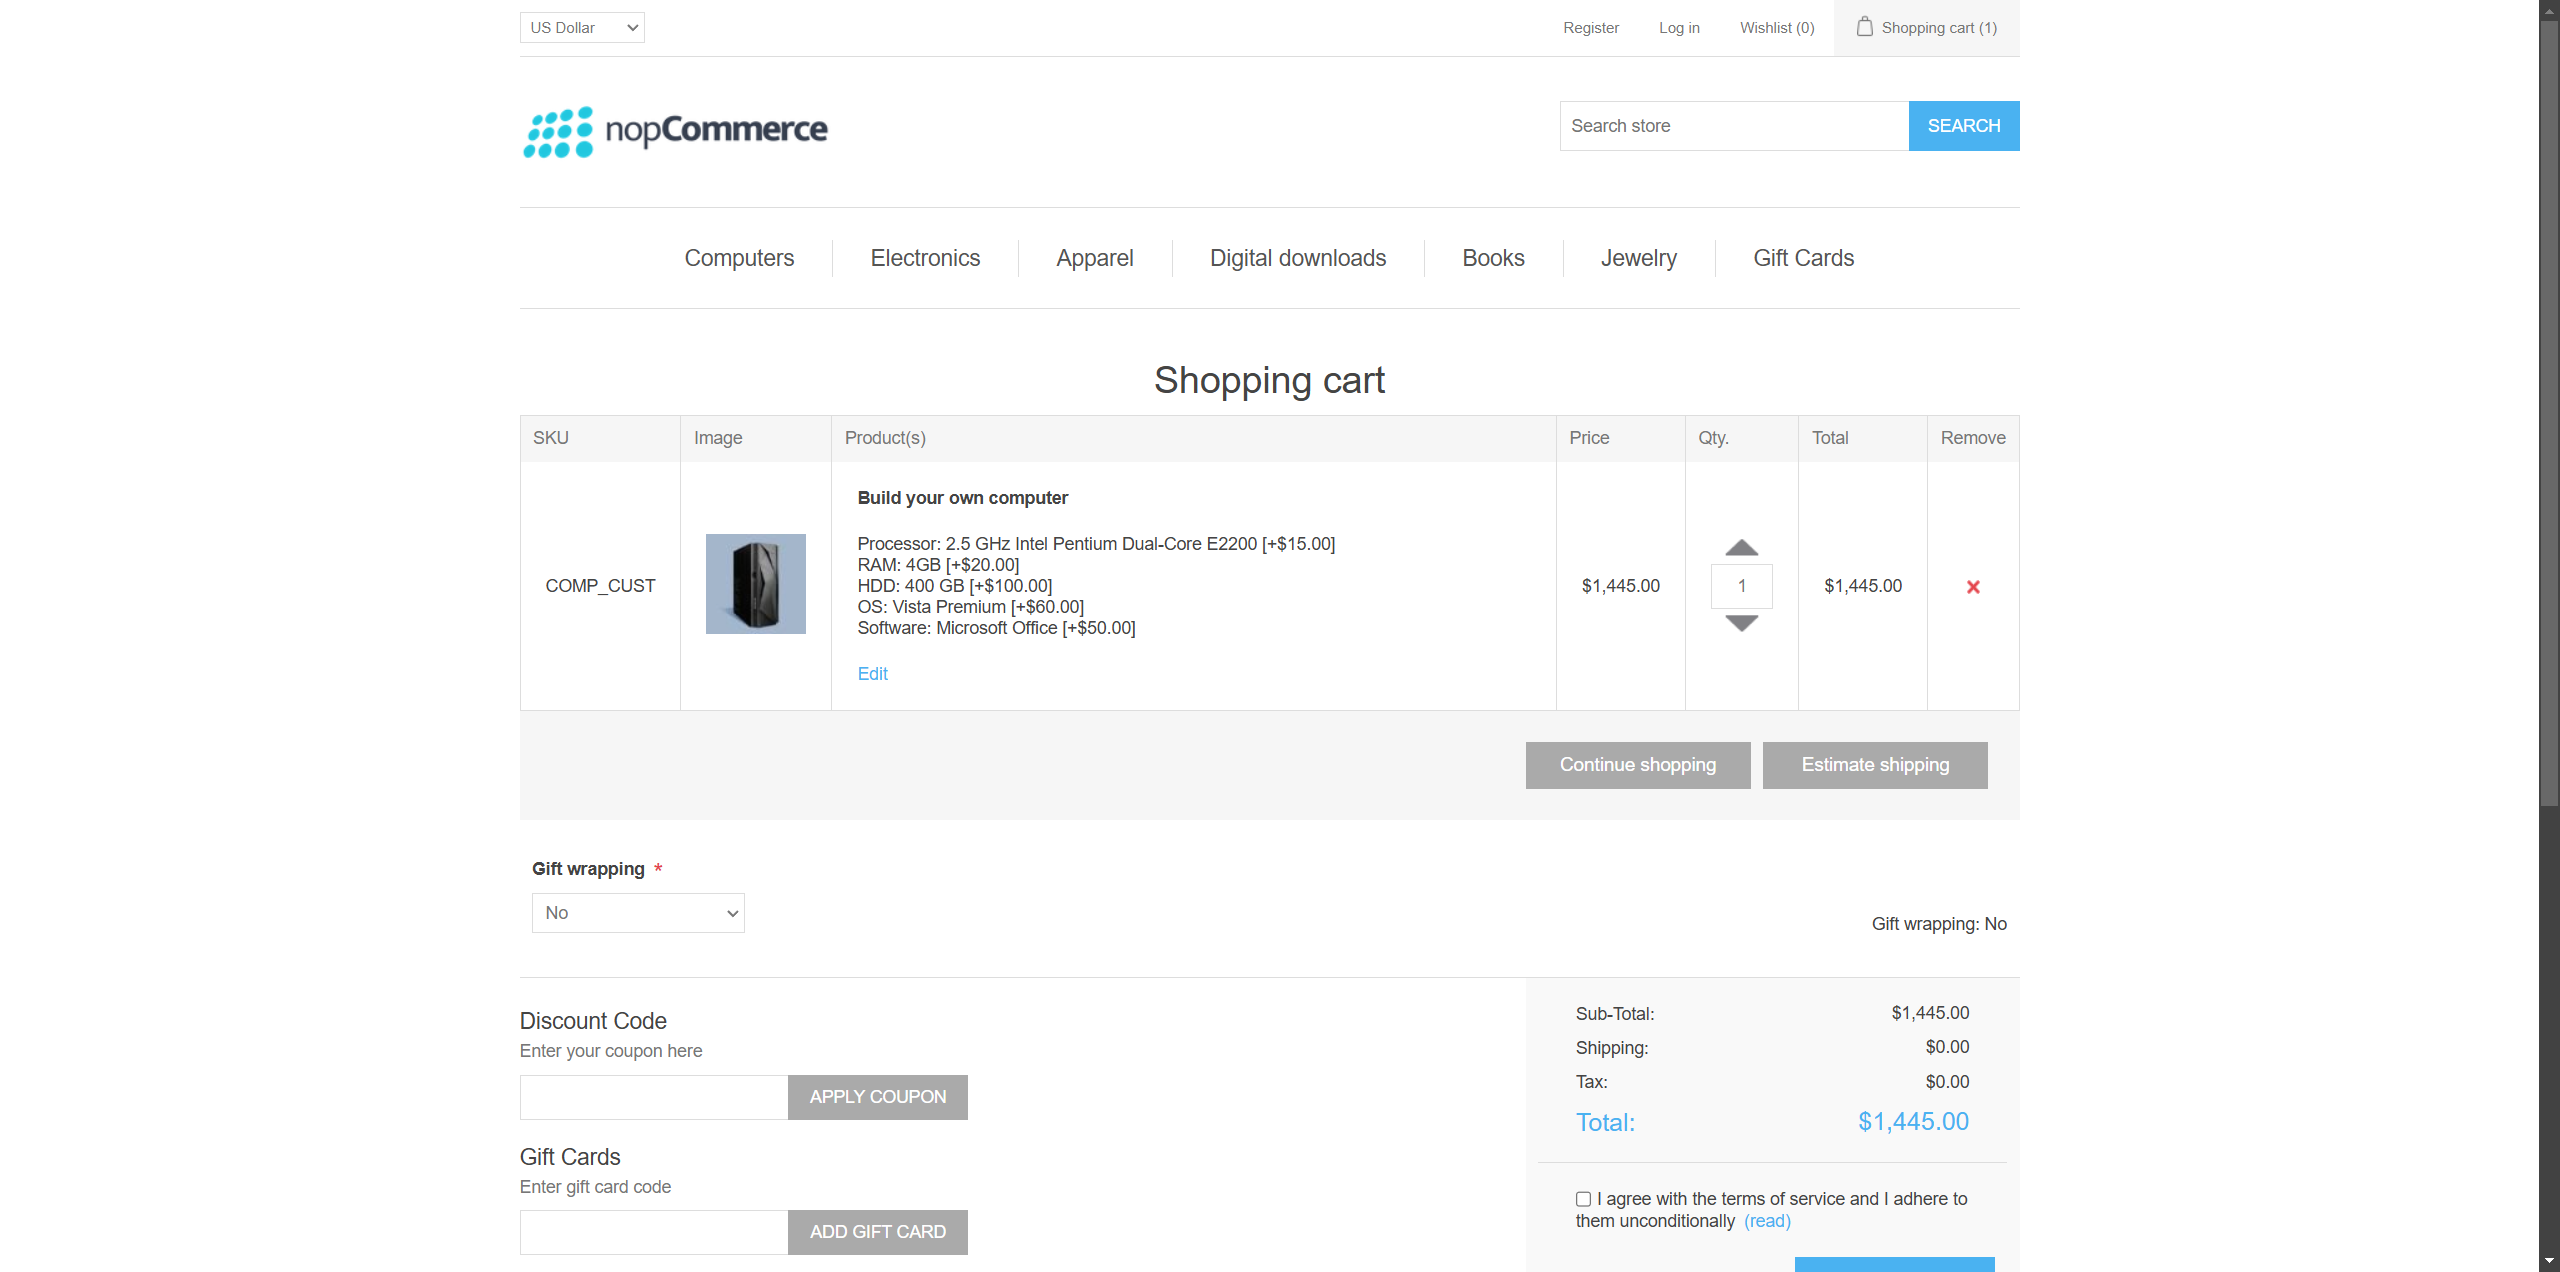 US Dollar
Register Log in Wishlist (0) Shopping cart (1)
nopCommerce
Search store SEARCH
Computers Electronics Apparel Digital downloads Books Jewelry Gift Cards
Shopping cart
SKU Image Product(s) Price Qty. Total Remove
Build your own computer
Processor: 2.5 GHz Intel Pentium Dual-Core E2200 [+$15.00]
RAM: 4GB [+$20.00]
HDD: 400 GB [+$100.00]
COMP_CUST $1,445.00 1 $1,445.00
OS: Vista Premium [+$60.00]
Software: Microsoft Office [+$50.00]
Edit
Continue shopping Estimate shipping
Gift wrapping *
No
Gift wrapping: No
Discount Code
Enter your coupon here
APPLY COUPON
Gift Cards
Enter gift card code
ADD GIFT CARD
Sub-Total: $1,445.00
Shipping: $0.00
Tax: $0.00
Total: $1,445.00
I agree with the terms of service and I adhere to
them unconditionally (read)